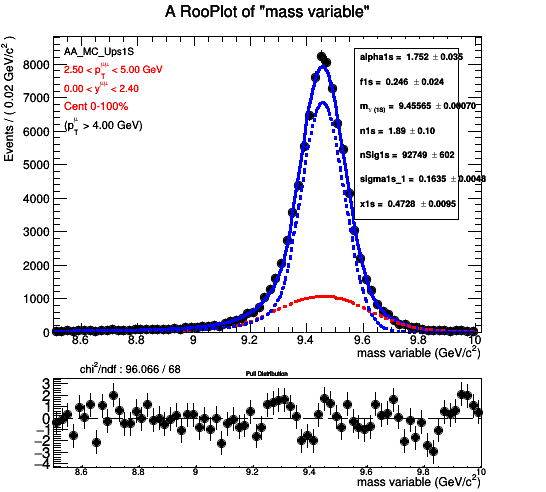 A RooPlot of "mass variable"
Events / ( 0.02 GeV/c² )
8000
7000
6000
5000
4000
3000
2000
1000
0
AA_MC_Ups1S
2.50 < p_T^μμ < 5.00 GeV
0.00 < y^μμ < 2.40
Cent 0-100%
(p_T^μ > 4.00 GeV)
alpha1s = 1.752 ± 0.035
f1s = 0.246 ± 0.024
m_ϒ(1S) = 9.45565 ± 0.00070
n1s = 1.89 ± 0.10
nSig1s = 92749 ± 602
sigma1s_1 = 0.1635 ± 0.0048
x1s = 0.4728 ± 0.0095
8.6 8.8 9 9.2 9.4 9.6 9.8 10
mass variable (GeV/c²)
chi²/ndf : 96.066 / 68
Pull Distribution
3
2
1
0
−1
−2
−3
−4
8.6 8.8 9 9.2 9.4 9.6 9.8 10
mass variable (GeV/c²)